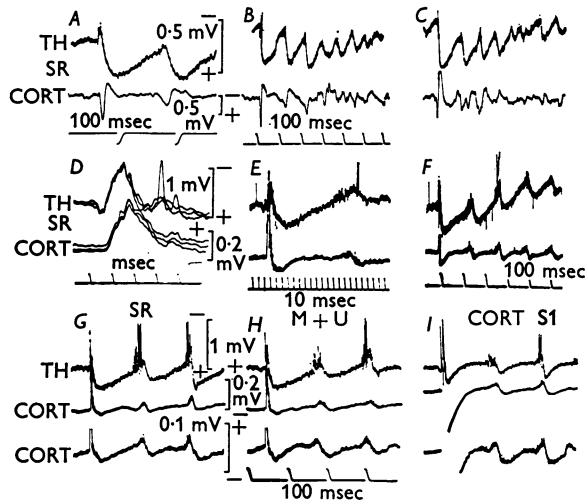 A B C
TH 0·5 mV −
SR +
CORT −
100 msec 0·5 mV + 100 msec
D E F
TH 1 mV −
SR + +
CORT 0·2 mV −
msec 100 msec
10 msec
G SR − H M + U I CORT S1
TH 1 mV +
CORT 0·2 mV −
CORT 0·1 mV + −
100 msec